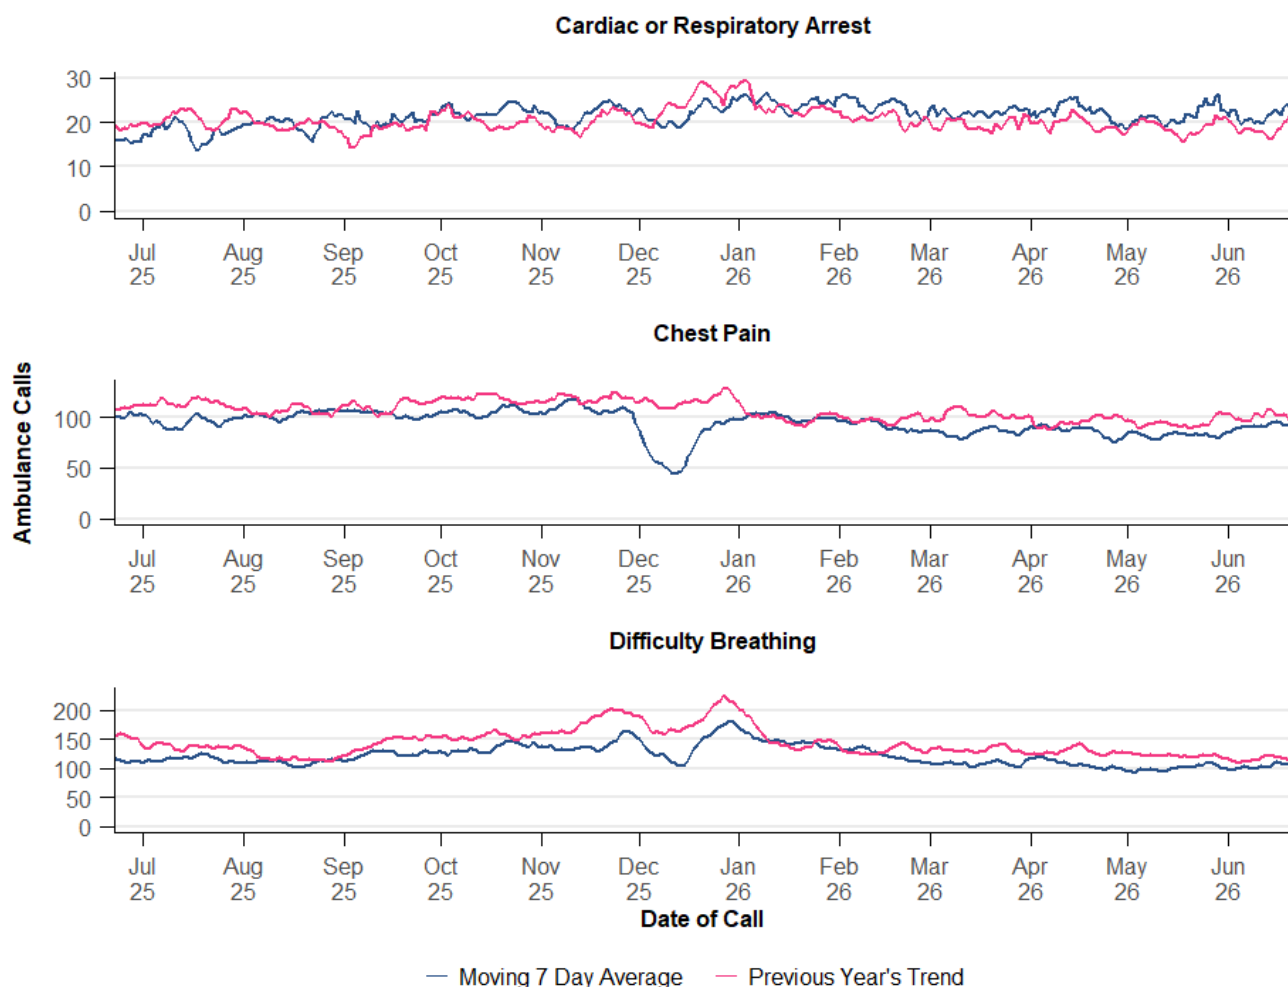 Cardiac or Respiratory Arrest
30
20
10
0
Jul Aug Sep Oct Nov Dec Jan Feb Mar Apr May Jun
25 25 25 25 25 25 26 26 26 26 26 26
Chest Pain
100
50
0
Jul Aug Sep Oct Nov Dec Jan Feb Mar Apr May Jun
25 25 25 25 25 25 26 26 26 26 26 26
Ambulance Calls
Difficulty Breathing
200
150
100
50
0
Jul Aug Sep Oct Nov Dec Jan Feb Mar Apr May Jun
25 25 25 25 25 25 26 26 26 26 26 26
Date of Call
Moving 7 Day Average Previous Year's Trend